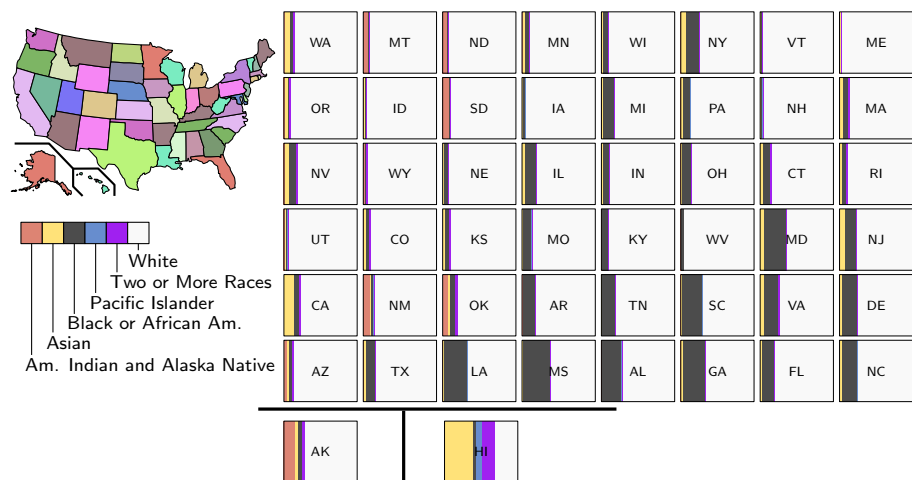 WA MT ND MN WI NY VT ME
OR ID SD IA MI PA NH MA
NV WY NE IL IN OH CT RI
UT CO KS MO KY WV MD NJ
CA NM OK AR TN SC VA DE
AZ TX LA MS AL GA FL NC
AK HI
White
Two or More Races
Pacific Islander
Black or African Am.
Asian
Am. Indian and Alaska Native